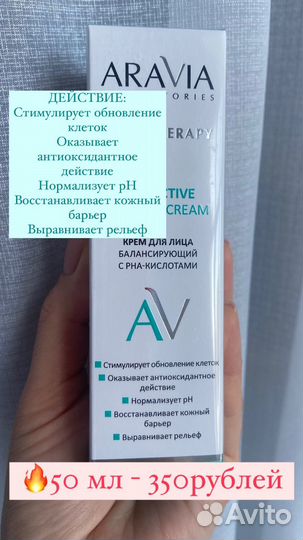 ARAVIA
ORIES
ДЕЙСТВИЕ:
Стимулирует обновление
клеток
Оказывает
антиоксидантное
действие
Нормализует pH
Восстанавливает кожный
барьер
Выравнивает рельеф
ERAPY
CTIVE
CREAM
КРЕМ ДЛЯ ЛИЦА
БАЛАНСИРУЮЩИЙ
С РНА-КИСЛОТАМИ
AV
Стимулирует обновление клеток
Оказывает антиоксидантное
действие
Нормализует pH
Восстанавливает кожный
барьер
Выравнивает рельеф
🔥50 мл - 350рублей
Avito